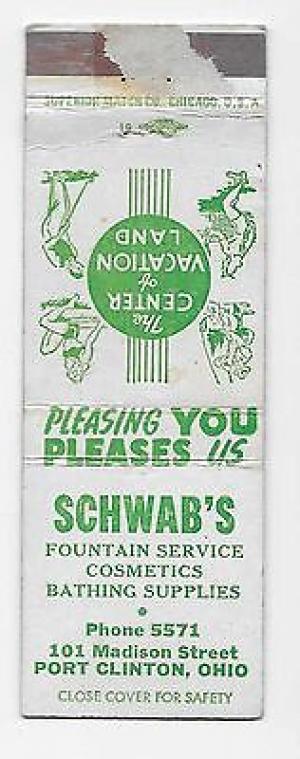 SUPERIOR MATCH CO. CHICAGO, U.S.A.
19
The
CENTER
of
VACATION
LAND
PLEASING YOU
PLEASES US
SCHWAB'S
FOUNTAIN SERVICE
COSMETICS
BATHING SUPPLIES
Phone 5571
101 Madison Street
PORT CLINTON, OHIO
CLOSE COVER FOR SAFETY